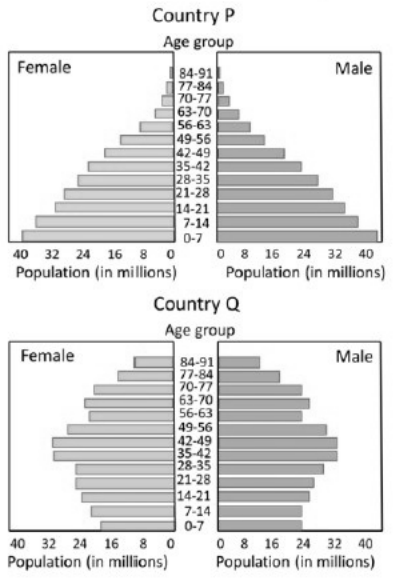 Country P
Age group
Female
Male
84-91
77-84
70-77
63-70
56-63
49-56
42-49
35-42
28-35
21-28
14-21
7-14
0-7
40 32 24 16 8 0
0 8 16 24 32 40
Population (in millions)
Population (in millions)
Country Q
Age group
Female
Male
84-91
77-84
70-77
63-70
56-63
49-56
42-49
35-42
28-35
21-28
14-21
7-14
0-7
40 32 24 16 8 0
0 8 16 24 32 40
Population (in millions)
Population (in millions)